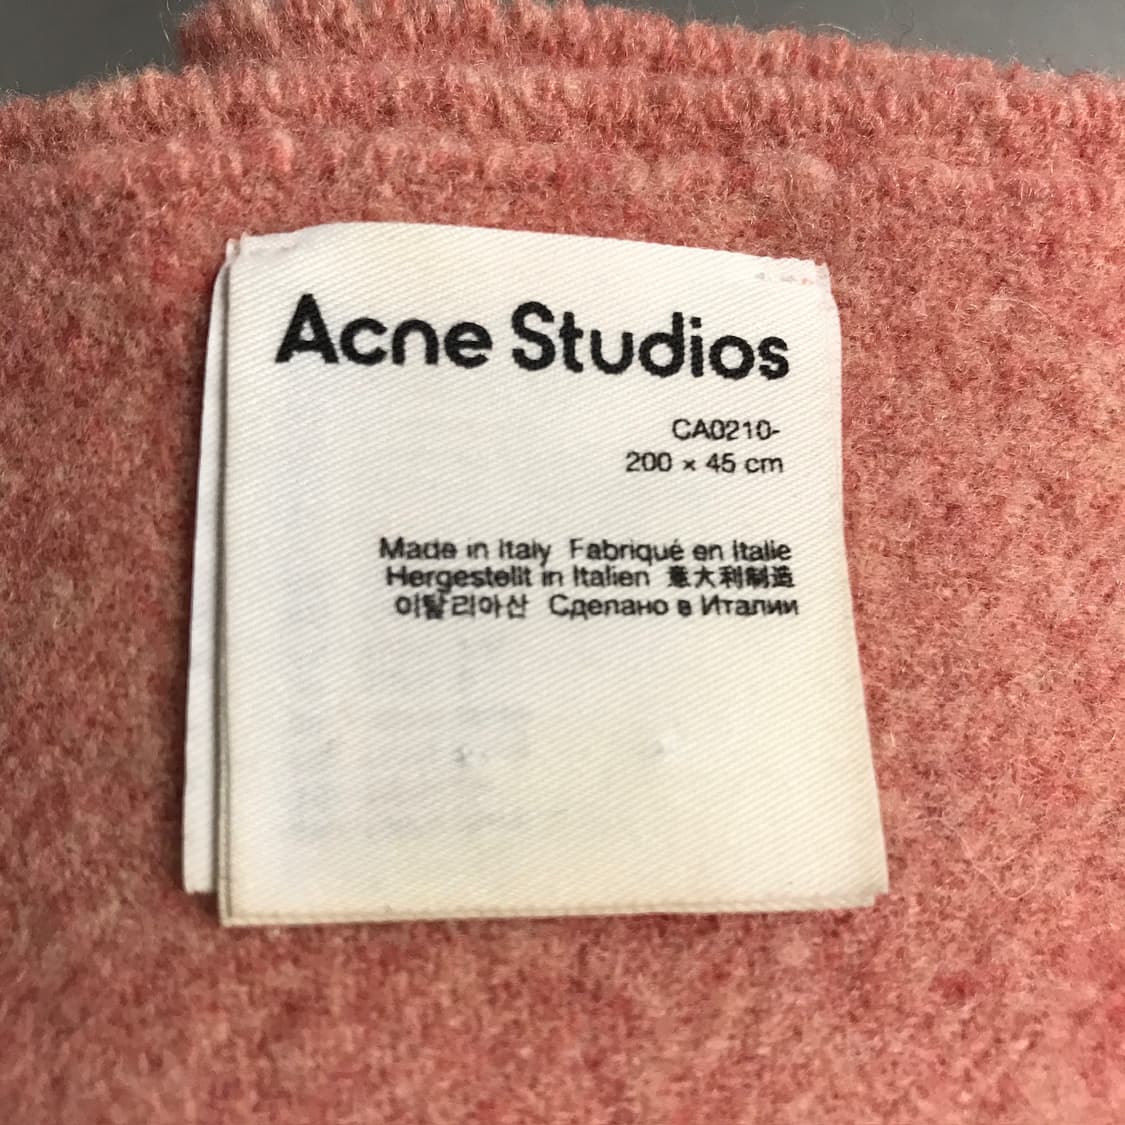 Acne Studios
CA0210-
200 × 45 cm
Made in Italy Fabriqué en Italie
Hergestellt in Italien 意大利制造
이탈리아산 Сделано в Италии